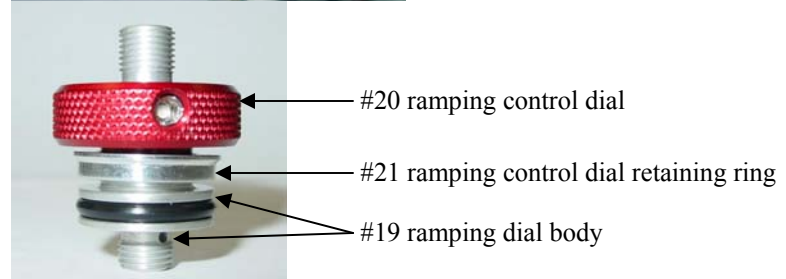 #20 ramping control dial
#21 ramping control dial retaining ring
#19 ramping dial body